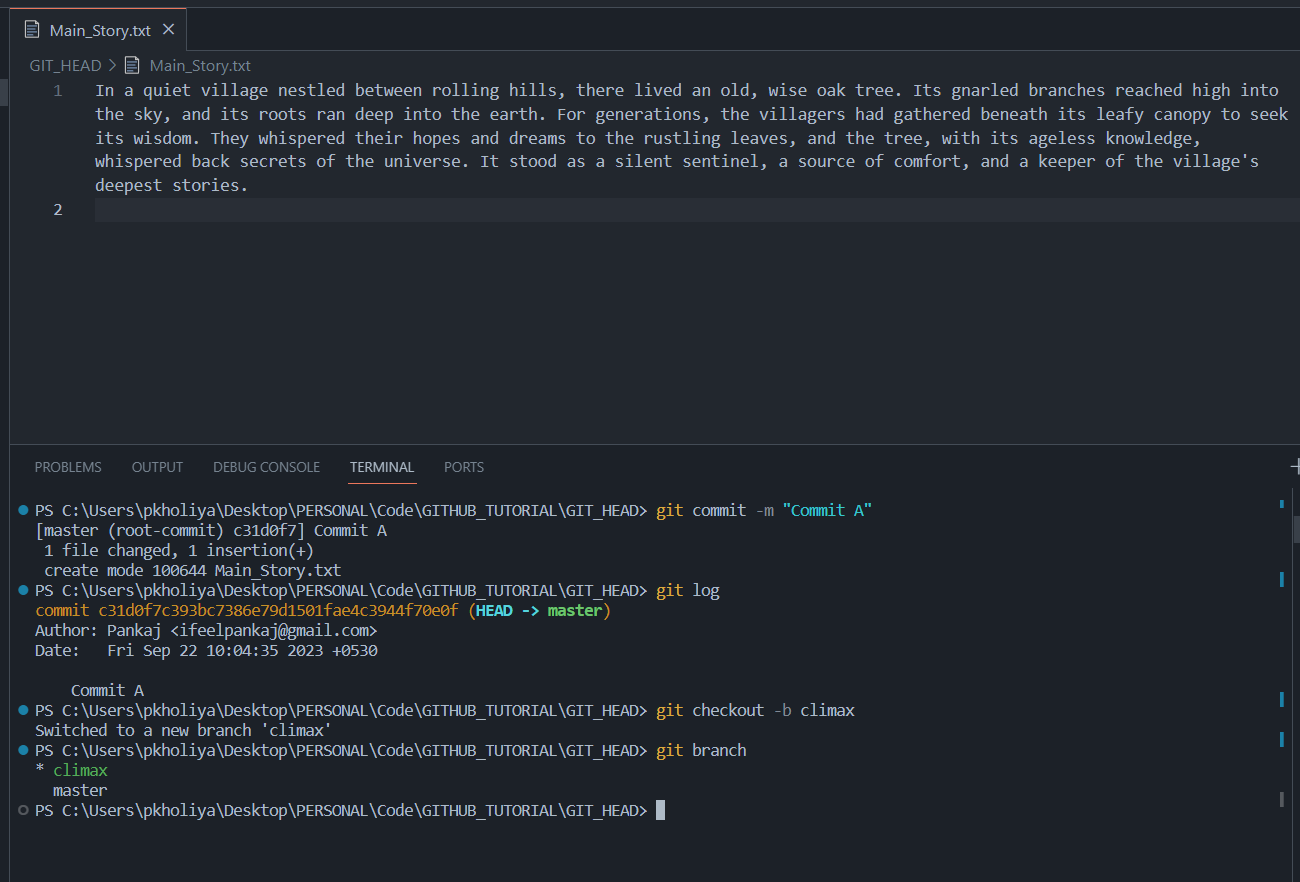 Main_Story.txt
GIT_HEAD > Main_Story.txt
1 In a quiet village nestled between rolling hills, there lived an old, wise oak tree. Its gnarled branches reached high into
the sky, and its roots ran deep into the earth. For generations, the villagers had gathered beneath its leafy canopy to seek
its wisdom. They whispered their hopes and dreams to the rustling leaves, and the tree, with its ageless knowledge,
whispered back secrets of the universe. It stood as a silent sentinel, a source of comfort, and a keeper of the village's
deepest stories.
2
PROBLEMS OUTPUT DEBUG CONSOLE TERMINAL PORTS
PS C:\Users\pkholiya\Desktop\PERSONAL\Code\GITHUB_TUTORIAL\GIT_HEAD> git commit -m "Commit A"
[master (root-commit) c31d0f7] Commit A
1 file changed, 1 insertion(+)
create mode 100644 Main_Story.txt
PS C:\Users\pkholiya\Desktop\PERSONAL\Code\GITHUB_TUTORIAL\GIT_HEAD> git log
commit c31d0f7c393bc7386e79d1501fae4c3944f70e0f (HEAD -> master)
Author: Pankaj <ifeelpankaj@gmail.com>
Date: Fri Sep 22 10:04:35 2023 +0530
Commit A
PS C:\Users\pkholiya\Desktop\PERSONAL\Code\GITHUB_TUTORIAL\GIT_HEAD> git checkout -b climax
Switched to a new branch 'climax'
PS C:\Users\pkholiya\Desktop\PERSONAL\Code\GITHUB_TUTORIAL\GIT_HEAD> git branch
* climax
master
PS C:\Users\pkholiya\Desktop\PERSONAL\Code\GITHUB_TUTORIAL\GIT_HEAD>